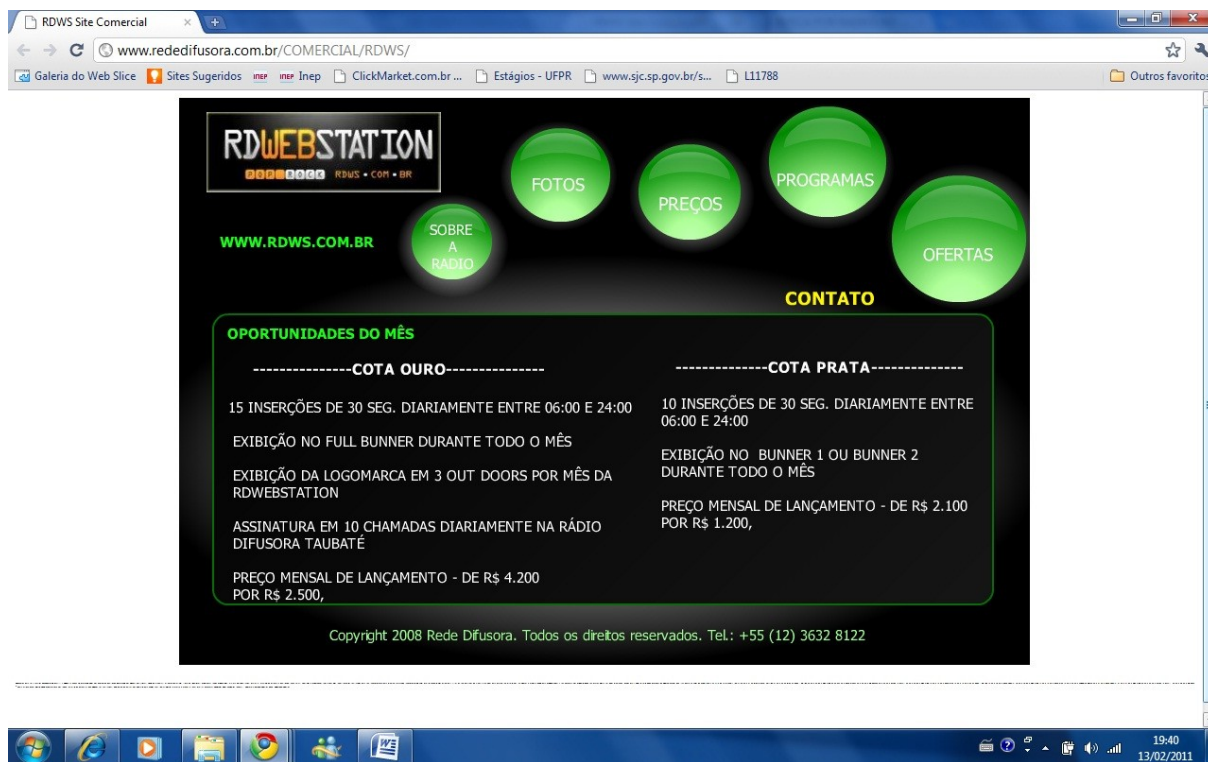 RDWS Site Comercial
www.rededifusora.com.br/COMERCIAL/RDWS/
Galeria do Web Slice
Sites Sugeridos
INEP Inep
ClickMarket.com.br ...
Estágios - UFPR
www.sjc.sp.gov.br/s...
L11788
Outros favoritos
RDWEBSTATION
POP ROCK RDWS • COM • BR
FOTOS
PREÇOS
PROGRAMAS
OFERTAS
SOBRE
A
RADIO
WWW.RDWS.COM.BR
CONTATO
OPORTUNIDADES DO MÊS
---------------COTA OURO---------------
15 INSERÇÕES DE 30 SEG. DIARIAMENTE ENTRE 06:00 E 24:00
EXIBIÇÃO NO FULL BUNNER DURANTE TODO O MÊS
EXIBIÇÃO DA LOGOMARCA EM 3 OUT DOORS POR MÊS DA
RDWEBSTATION
ASSINATURA EM 10 CHAMADAS DIARIAMENTE NA RÁDIO
DIFUSORA TAUBATÉ
PREÇO MENSAL DE LANÇAMENTO - DE R$ 4.200
POR R$ 2.500,
--------------COTA PRATA--------------
10 INSERÇÕES DE 30 SEG. DIARIAMENTE ENTRE
06:00 E 24:00
EXIBIÇÃO NO  BUNNER 1 OU BUNNER 2
DURANTE TODO O MÊS
PREÇO MENSAL DE LANÇAMENTO - DE R$ 2.100
POR R$ 1.200,
Copyright 2008 Rede Difusora. Todos os direitos reservados. Tel.: +55 (12) 3632 8122
19:40
13/02/2011